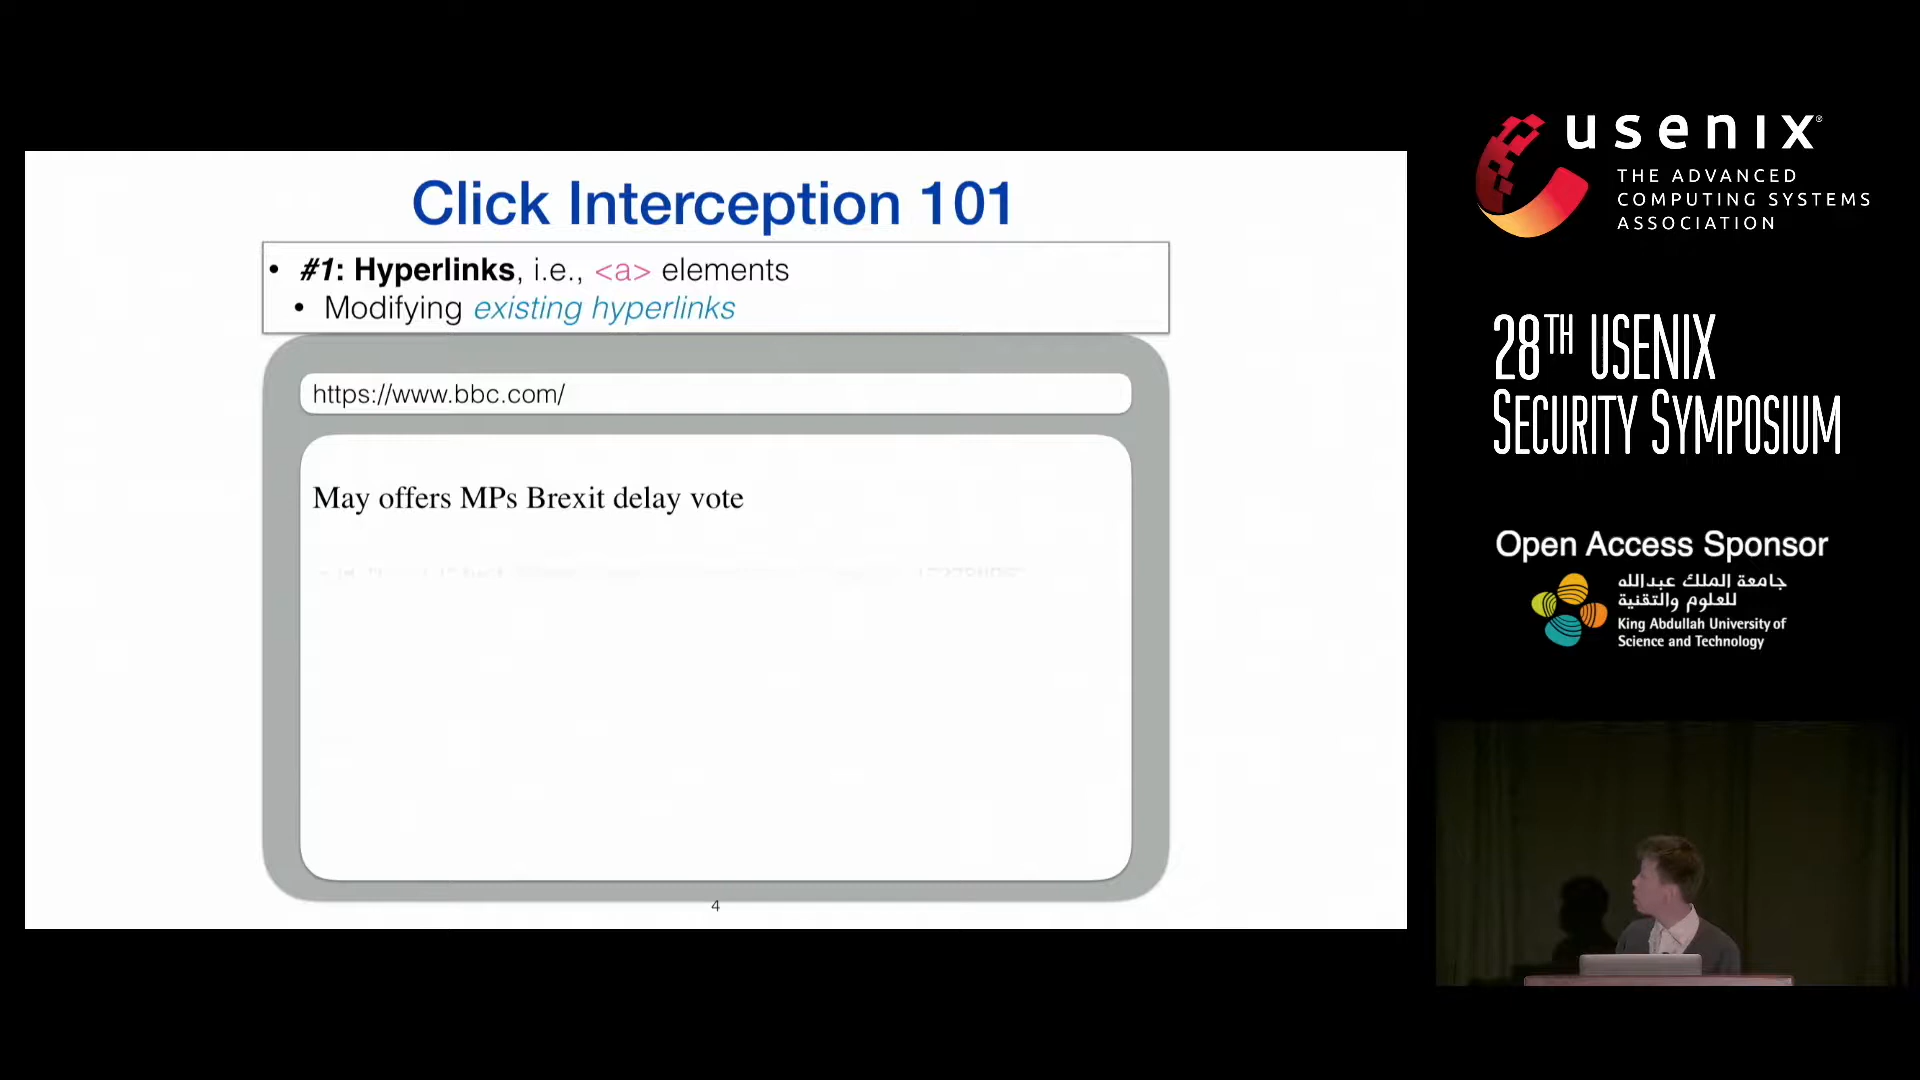 Click Interception 101
• #1: Hyperlinks, i.e., <a> elements
• Modifying existing hyperlinks
https://www.bbc.com/
May offers MPs Brexit delay vote
4
usenix®
THE ADVANCED
COMPUTING SYSTEMS
ASSOCIATION
28TH USENIX
SECURITY SYMPOSIUM
Open Access Sponsor
جامعة الملك عبدالله
للعلوم والتقنية
King Abdullah University of
Science and Technology